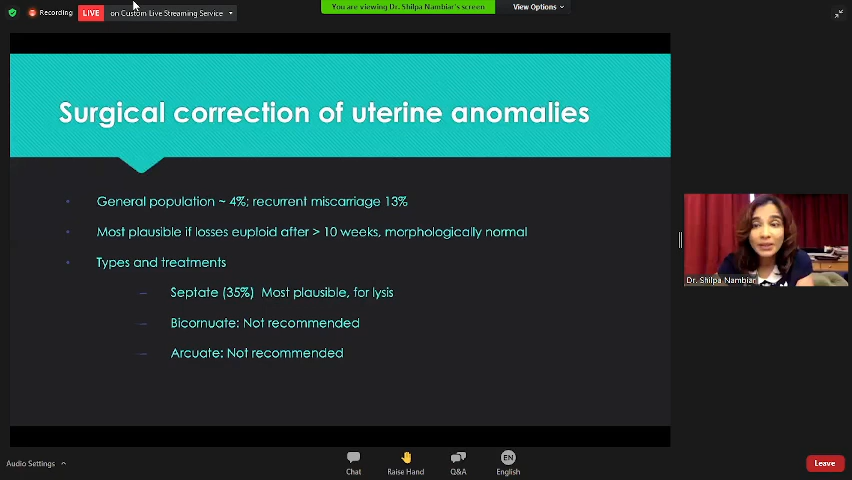 Recording
LIVE on Custom Live Streaming Service
You are viewing Dr. Shilpa Nambiar's screen
View Options
Surgical correction of uterine anomalies
• General population ~ 4%; recurrent miscarriage 13%
• Most plausible if losses euploid after > 10 weeks, morphologically normal
• Types and treatments
– Septate (35%) Most plausible, for lysis
– Bicornuate: Not recommended
– Arcuate: Not recommended
Dr. Shilpa Nambiar
Audio Settings
Chat
Raise Hand
Q&A
EN
English
Leave